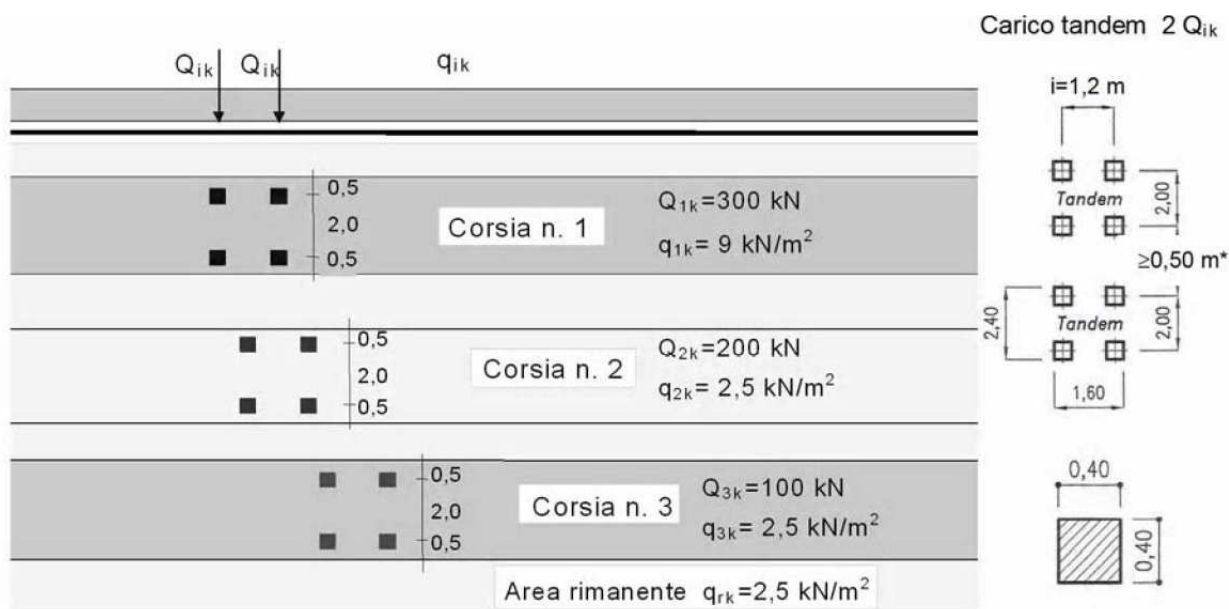 Carico tandem 2 Qik
Qik Qik qik
i=1,2 m
0,5
2,0
0,5
Corsia n. 1
Q1k=300 kN
q1k= 9 kN/m²
Tandem
2,00
≥0,50 m*
0,5
2,0
0,5
Corsia n. 2
Q2k=200 kN
q2k= 2,5 kN/m²
2,40
Tandem
2,00
1,60
0,5
2,0
0,5
Corsia n. 3
Q3k=100 kN
q3k= 2,5 kN/m²
0,40
0,40
Area rimanente qrk=2,5 kN/m²